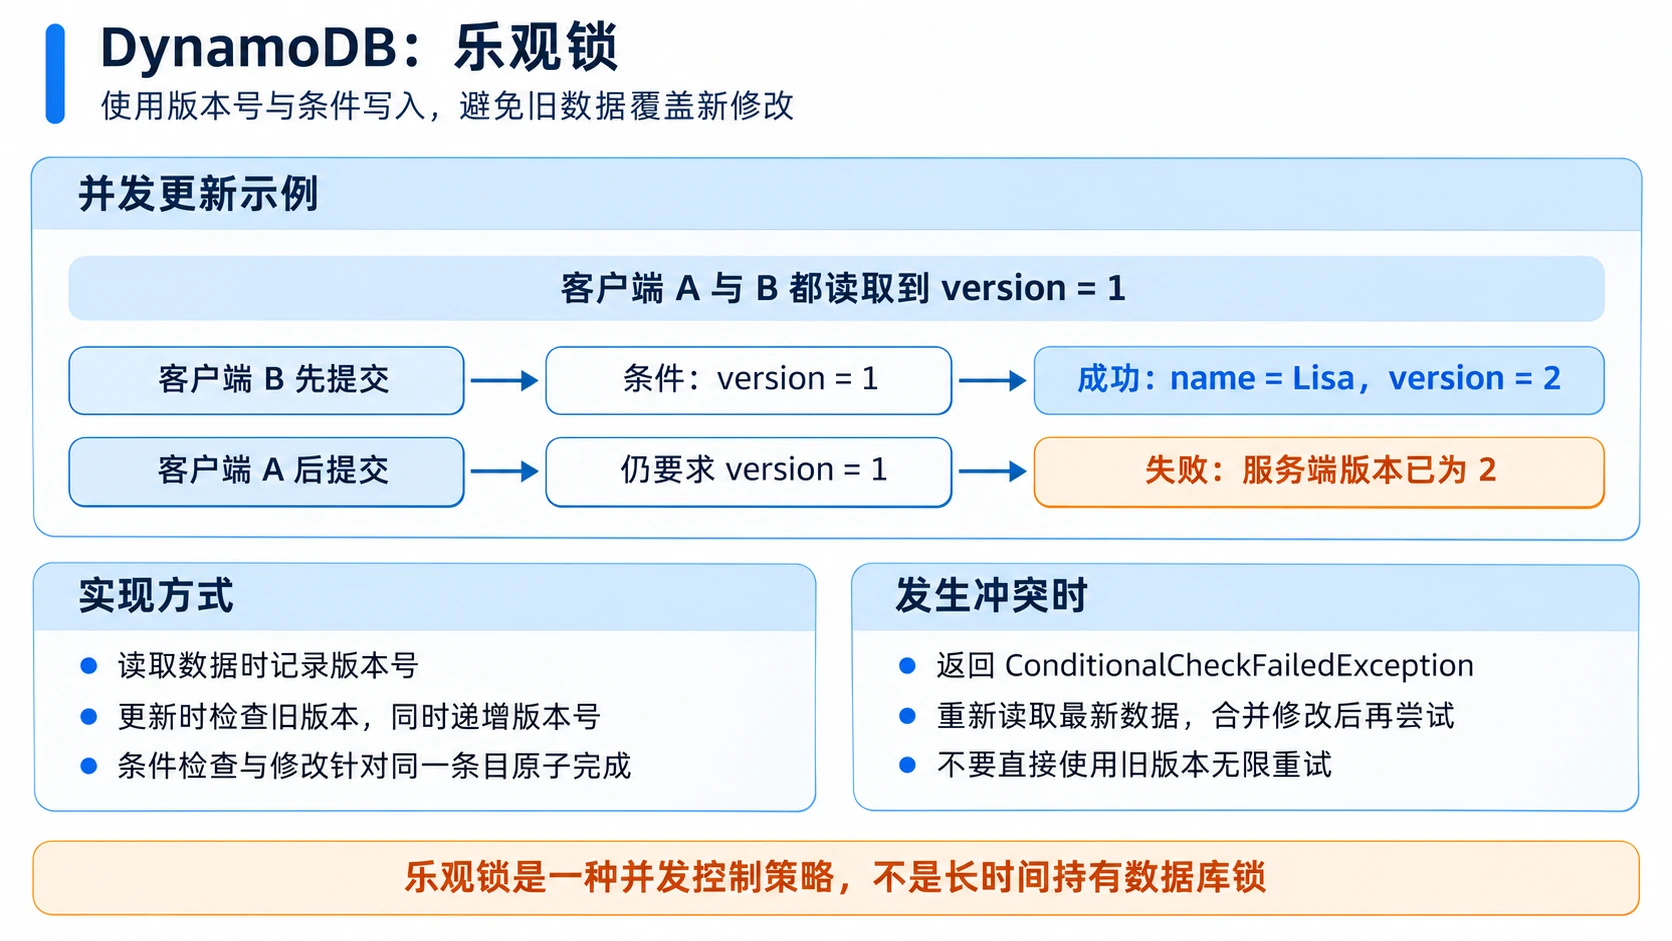 DynamoDB：乐观锁
使用版本号与条件写入，避免旧数据覆盖新修改
并发更新示例
客户端 A 与 B 都读取到 version = 1
客户端 B 先提交
条件：version = 1
成功：name = Lisa，version = 2
客户端 A 后提交
仍要求 version = 1
失败：服务端版本已为 2
实现方式
读取数据时记录版本号
更新时检查旧版本，同时递增版本号
条件检查与修改针对同一条目原子完成
发生冲突时
返回 ConditionalCheckFailedException
重新读取最新数据，合并修改后再尝试
不要直接使用旧版本无限重试
乐观锁是一种并发控制策略，不是长时间持有数据库锁